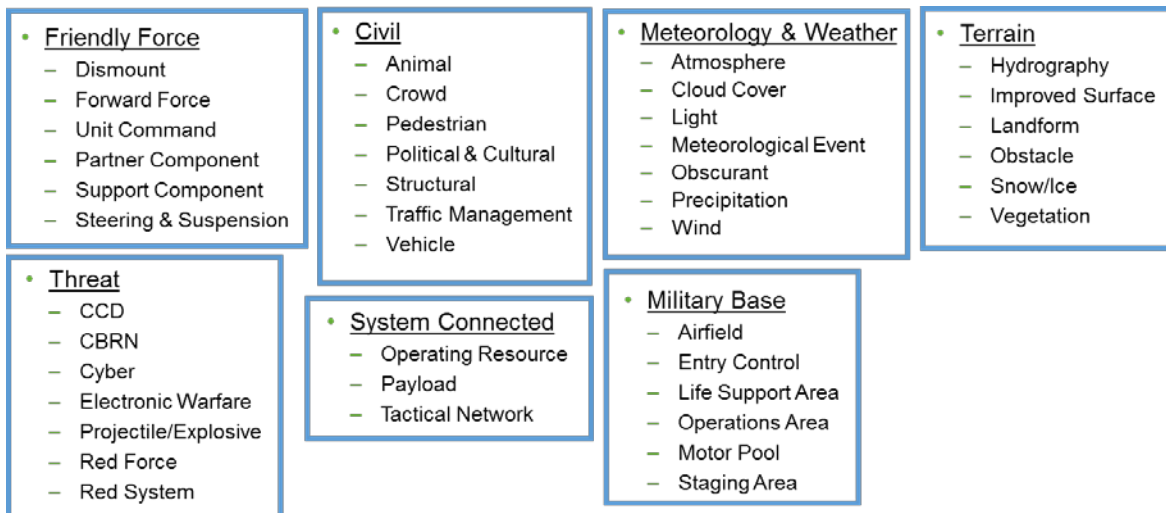 • Friendly Force
– Dismount
– Forward Force
– Unit Command
– Partner Component
– Support Component
– Steering & Suspension
• Civil
– Animal
– Crowd
– Pedestrian
– Political & Cultural
– Structural
– Traffic Management
– Vehicle
• Meteorology & Weather
– Atmosphere
– Cloud Cover
– Light
– Meteorological Event
– Obscurant
– Precipitation
– Wind
• Terrain
– Hydrography
– Improved Surface
– Landform
– Obstacle
– Snow/Ice
– Vegetation
• Threat
– CCD
– CBRN
– Cyber
– Electronic Warfare
– Projectile/Explosive
– Red Force
– Red System
• System Connected
– Operating Resource
– Payload
– Tactical Network
• Military Base
– Airfield
– Entry Control
– Life Support Area
– Operations Area
– Motor Pool
– Staging Area